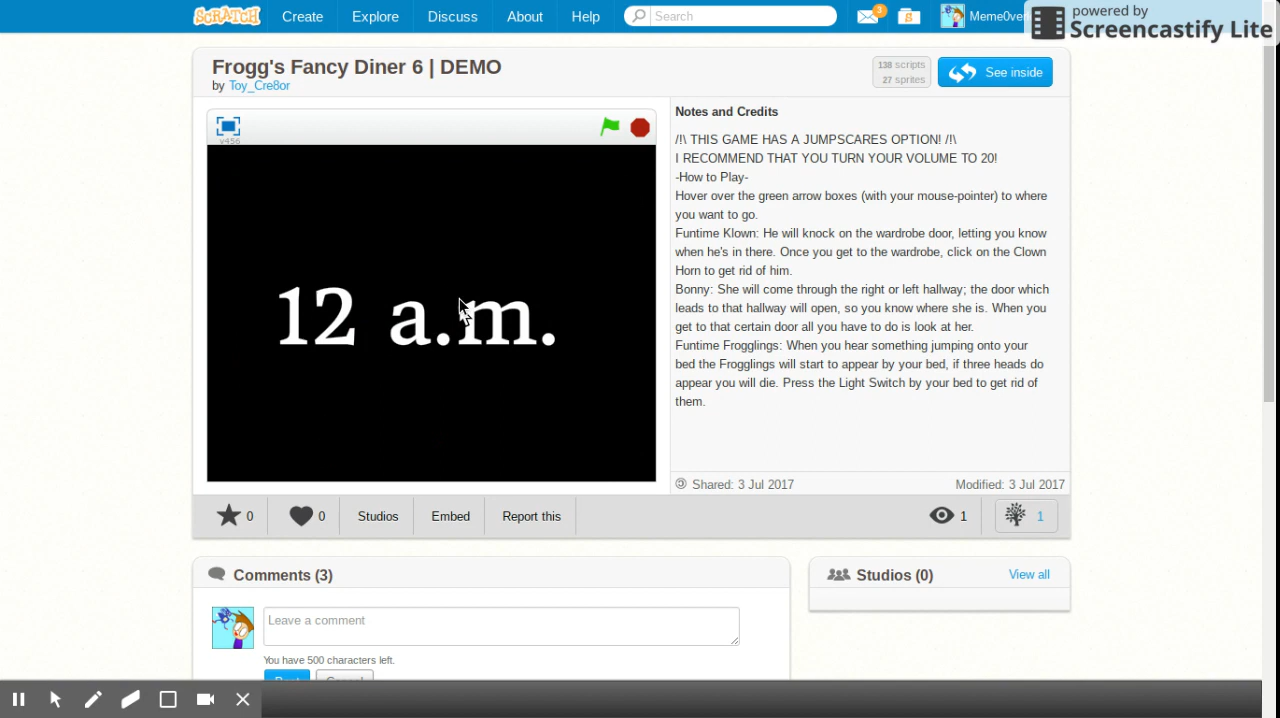 SCRATCH
Create
Explore
Discuss
About
Help
Search
3
Meme0ver
powered by
Screencastify Lite
Frogg's Fancy Diner 6 | DEMO
by Toy_Cre8or
138 scripts
27 sprites
See inside
v456
12 a.m.
Notes and Credits
/!\ THIS GAME HAS A JUMPSCARES OPTION! /!\
I RECOMMEND THAT YOU TURN YOUR VOLUME TO 20!
-How to Play-
Hover over the green arrow boxes (with your mouse-pointer) to where
you want to go.
Funtime Klown: He will knock on the wardrobe door, letting you know
when he's in there. Once you get to the wardrobe, click on the Clown
Horn to get rid of him.
Bonny: She will come through the right or left hallway; the door which
leads to that hallway will open, so you know where she is. When you
get to that certain door all you have to do is look at her.
Funtime Frogglings: When you hear something jumping onto your
bed the Frogglings will start to appear by your bed, if three heads do
appear you will die. Press the Light Switch by your bed to get rid of
them.
Shared: 3 Jul 2017
Modified: 3 Jul 2017
0
0
Studios
Embed
Report this
1
1
Comments (3)
Studios (0)
View all
Leave a comment
You have 500 characters left.